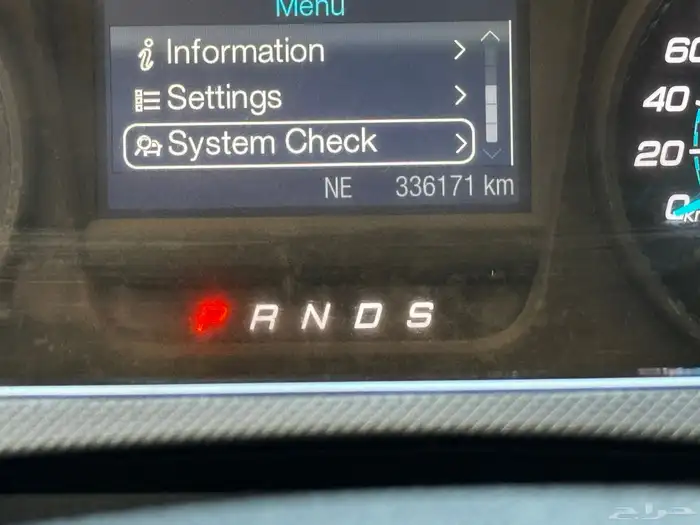 Menu
Information
Settings
System Check
NE 336171 km
P R N D S
60
40
20
0
حراج